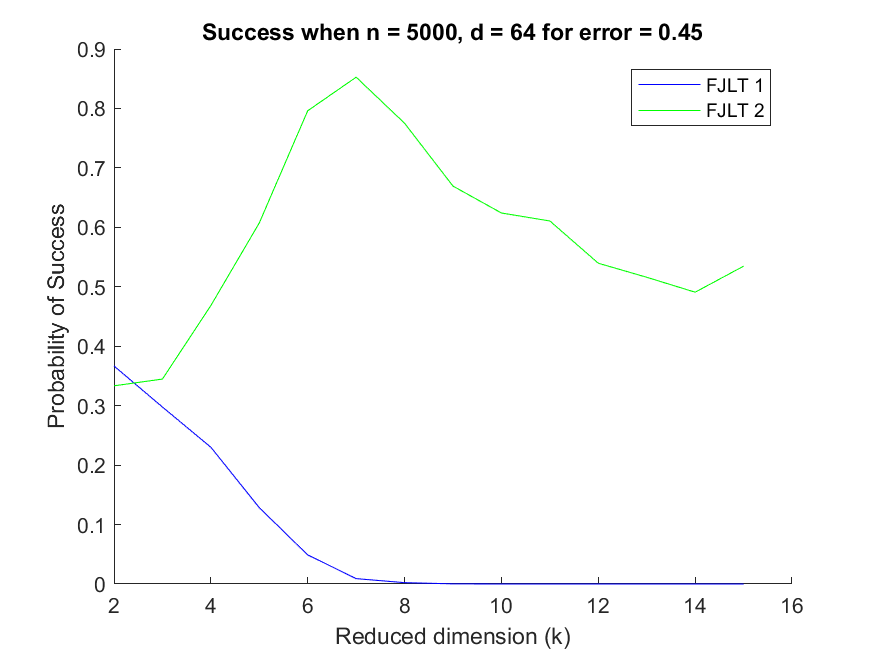 Success when n = 5000, d = 64 for error = 0.45
FJLT 1
FJLT 2
Probability of Success
0.9
0.8
0.7
0.6
0.5
0.4
0.3
0.2
0.1
0
2 4 6 8 10 12 14 16
Reduced dimension (k)